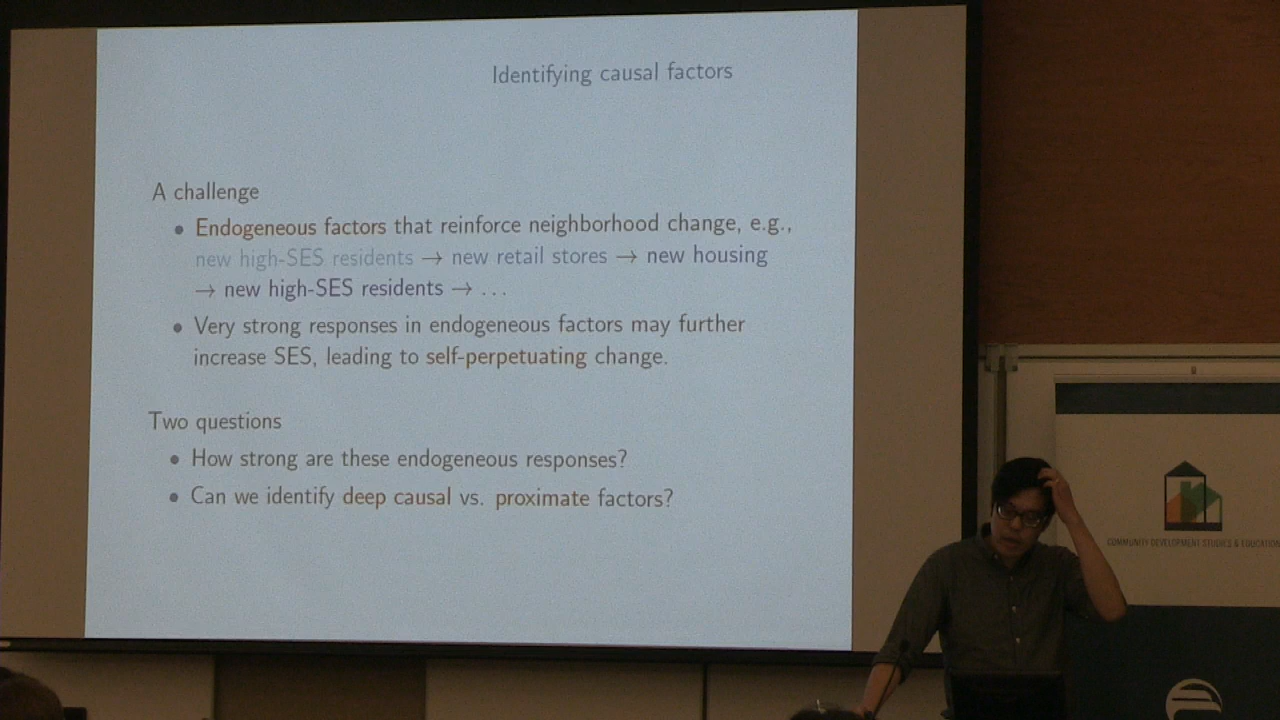 Identifying causal factors
A challenge
• Endogeneous factors that reinforce neighborhood change, e.g.,
new high-SES residents → new retail stores → new housing
→ new high-SES residents → ...
• Very strong responses in endogeneous factors may further
increase SES, leading to self-perpetuating change.
Two questions
• How strong are these endogeneous responses?
• Can we identify deep causal vs. proximate factors?
COMMUNITY DEVELOPMENT STUDIES & EDUCATION